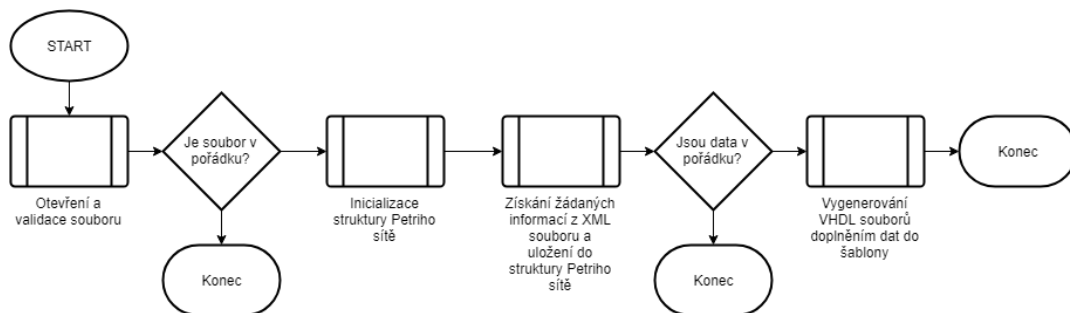 START
Otevření a
validace souboru
Je soubor v
pořádku?
Konec
Inicializace
struktury Petriho
sítě
Získání žádaných
informací z XML
souboru a
uložení do
struktury Petriho
sítě
Jsou data v
pořádku?
Konec
Vygenerování
VHDL souborů
doplněním dat do
šablony
Konec